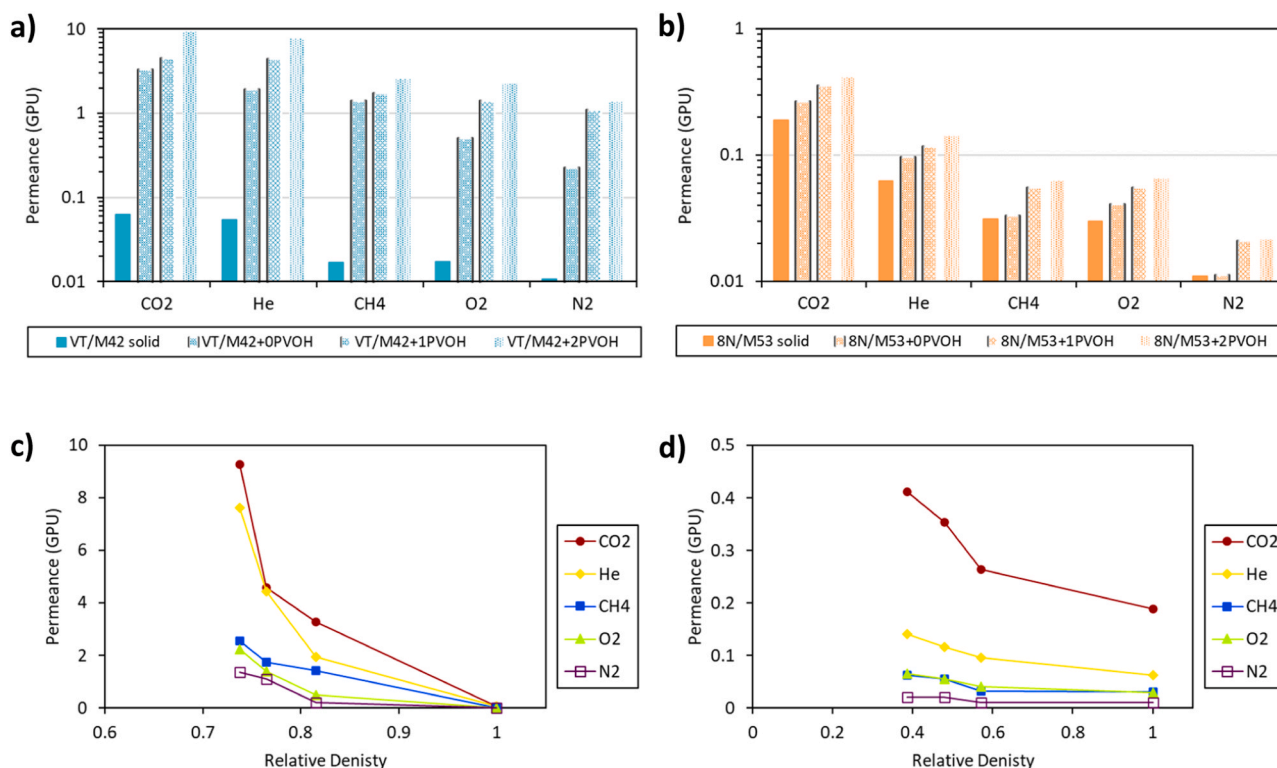 a)
Permeance (GPU)
10
1
0.1
0.01
CO2 He CH4 O2 N2
VT/M42 solid VT/M42+0PVOH VT/M42+1PVOH VT/M42+2PVOH
b)
Permeance (GPU)
1
0.1
0.01
CO2 He CH4 O2 N2
8N/M53 solid 8N/M53+0PVOH 8N/M53+1PVOH 8N/M53+2PVOH
c)
Permeance (GPU)
10
8
6
4
2
0
0.6 0.7 0.8 0.9 1
Relative Denisty
CO2
He
CH4
O2
N2
d)
Permeance (GPU)
0.5
0.4
0.3
0.2
0.1
0
0 0.2 0.4 0.6 0.8 1
Relative Denisty
CO2
He
CH4
O2
N2